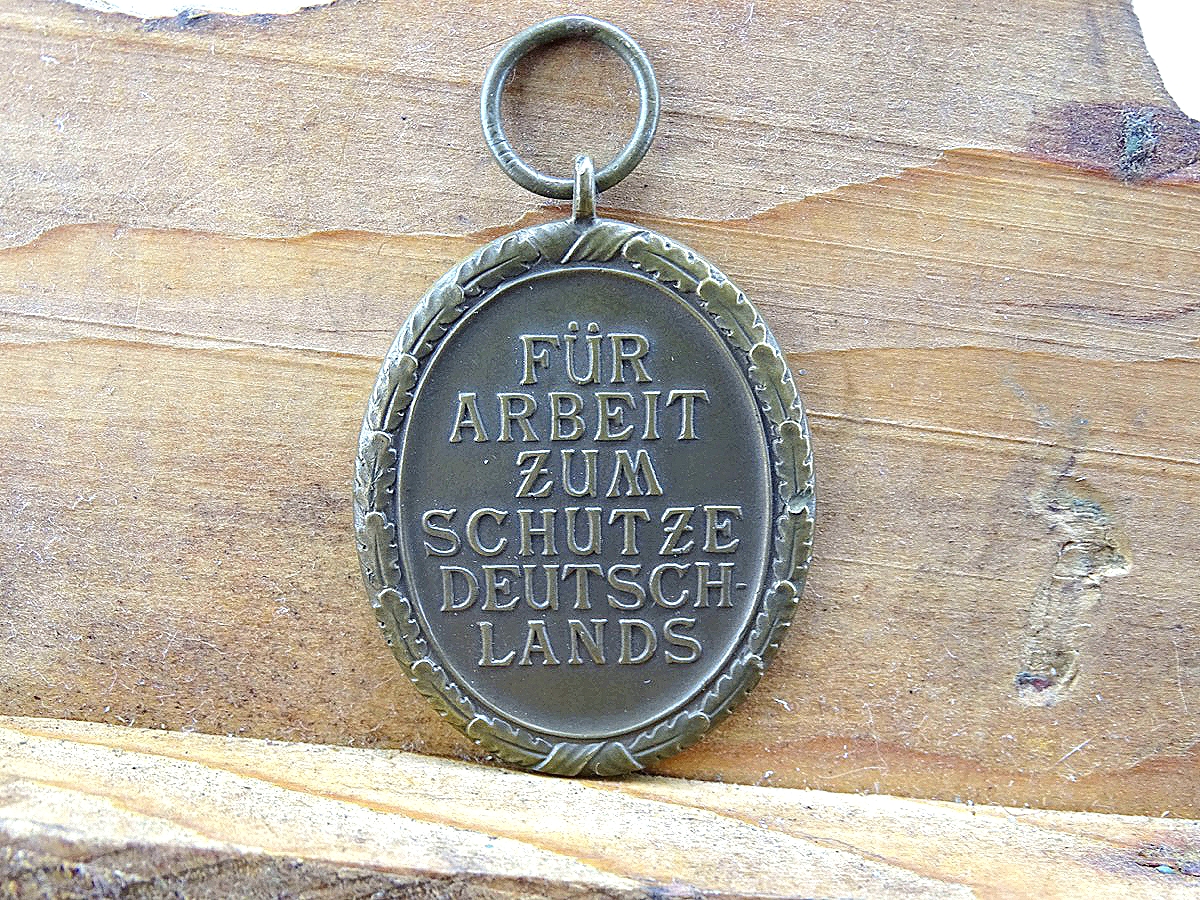 FÜR
ARBEIT
ZUM
SCHUTZE
DEUTSCH-
LANDS